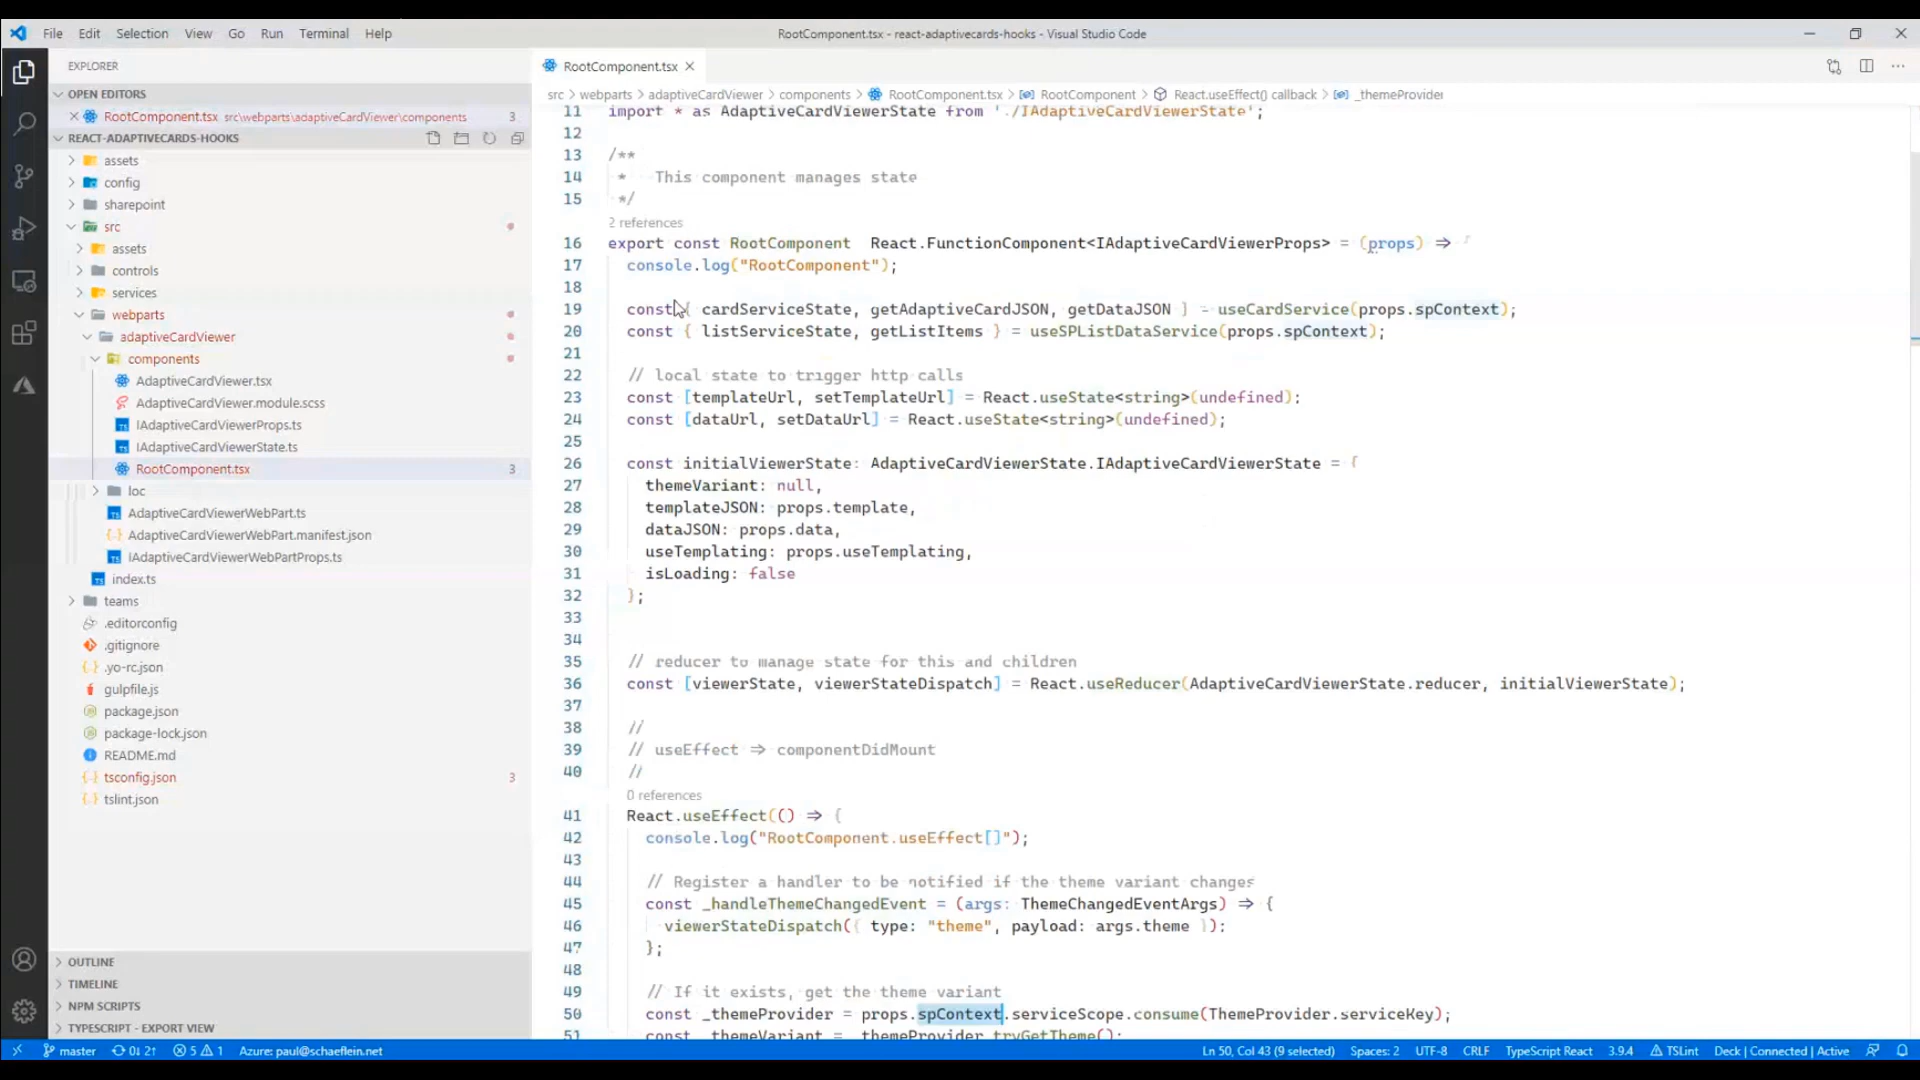 File Edit Selection View Go Run Terminal Help
RootComponent.tsx - react-adaptivecards-hooks - Visual Studio Code
EXPLORER
OPEN EDITORS
RootComponent.tsx src\webparts\adaptiveCardViewer\components 3
REACT-ADAPTIVECARDS-HOOKS
assets
config
sharepoint
src
assets
controls
services
webparts
adaptiveCardViewer
components
AdaptiveCardViewer.tsx
AdaptiveCardViewer.module.scss
IAdaptiveCardViewerProps.ts
IAdaptiveCardViewerState.ts
RootComponent.tsx 3
loc
AdaptiveCardViewerWebPart.ts
AdaptiveCardViewerWebPart.manifest.json
IAdaptiveCardViewerWebPartProps.ts
index.ts
teams
.editorconfig
.gitignore
.yo-rc.json
gulpfile.js
package.json
package-lock.json
README.md
tsconfig.json 3
tslint.json
OUTLINE
TIMELINE
NPM SCRIPTS
TYPESCRIPT - EXPORT VIEW
RootComponent.tsx
src > webparts > adaptiveCardViewer > components > RootComponent.tsx > RootComponent > React.useEffect() callback > _themeProvider
11 import * as AdaptiveCardViewerState from './IAdaptiveCardViewerState';
12
13 /**
14 * This component manages state
15 */
2 references
16 export const RootComponent React.FunctionComponent<IAdaptiveCardViewerProps> = (props) => {
17 console.log("RootComponent");
18
19 const { cardServiceState, getAdaptiveCardJSON, getDataJSON } = useCardService(props.spContext);
20 const { listServiceState, getListItems } = useSPListDataService(props.spContext);
21
22 // local state to trigger http calls
23 const [templateUrl, setTemplateUrl] = React.useState<string>(undefined);
24 const [dataUrl, setDataUrl] = React.useState<string>(undefined);
25
26 const initialViewerState: AdaptiveCardViewerState.IAdaptiveCardViewerState = {
27 themeVariant: null,
28 templateJSON: props.template,
29 dataJSON: props.data,
30 useTemplating: props.useTemplating,
31 isLoading: false
32 };
33
34
35 // reducer to manage state for this and children
36 const [viewerState, viewerStateDispatch] = React.useReducer(AdaptiveCardViewerState.reducer, initialViewerState);
37
38 //
39 // useEffect => componentDidMount
40 //
0 references
41 React.useEffect(() => {
42 console.log("RootComponent.useEffect[]");
43
44 // Register a handler to be notified if the theme variant changes
45 const _handleThemeChangedEvent = (args: ThemeChangedEventArgs) => {
46 viewerStateDispatch({ type: "theme", payload: args.theme });
47 };
48
49 // If it exists, get the theme variant
50 const _themeProvider = props.spContext.serviceScope.consume(ThemeProvider.serviceKey);
51 const _themeVariant = _themeProvider.tryGetTheme();
master 0↓ 2↑ 5 1 Azure: paul@schaeflein.net
Ln 50, Col 43 (9 selected) Spaces: 2 UTF-8 CRLF TypeScript React 3.9.4 TSLint Deck | Connected | Active